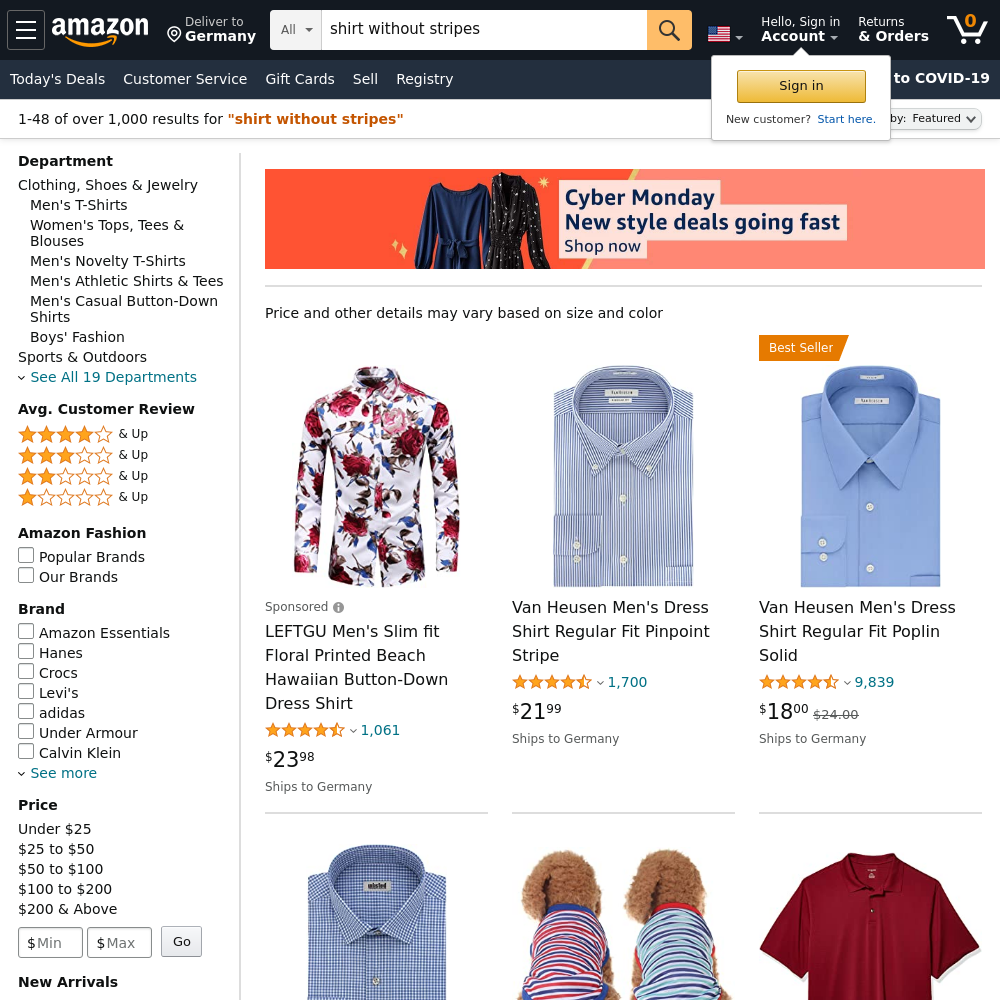 amazon
Deliver to
Germany
All
shirt without stripes
Hello, Sign in
Account
Returns
& Orders
0
Today's Deals
Customer Service
Gift Cards
Sell
Registry
to COVID-19
Sign in
New customer? Start here.
1-48 of over 1,000 results for "shirt without stripes"
by: Featured
Department
Clothing, Shoes & Jewelry
Men's T-Shirts
Women's Tops, Tees &
Blouses
Men's Novelty T-Shirts
Men's Athletic Shirts & Tees
Men's Casual Button-Down
Shirts
Boys' Fashion
Sports & Outdoors
See All 19 Departments
Avg. Customer Review
& Up
& Up
& Up
& Up
Amazon Fashion
Popular Brands
Our Brands
Brand
Amazon Essentials
Hanes
Crocs
Levi's
adidas
Under Armour
Calvin Klein
See more
Price
Under $25
$25 to $50
$50 to $100
$100 to $200
$200 & Above
$ Min
$ Max
Go
New Arrivals
Cyber Monday
New style deals going fast
Shop now
Price and other details may vary based on size and color
Sponsored
LEFTGU Men's Slim fit
Floral Printed Beach
Hawaiian Button-Down
Dress Shirt
1,061
$2398
Ships to Germany
Van Heusen Men's Dress
Shirt Regular Fit Pinpoint
Stripe
1,700
$2199
Ships to Germany
Best Seller
Van Heusen Men's Dress
Shirt Regular Fit Poplin
Solid
9,839
$1800 $24.00
Ships to Germany